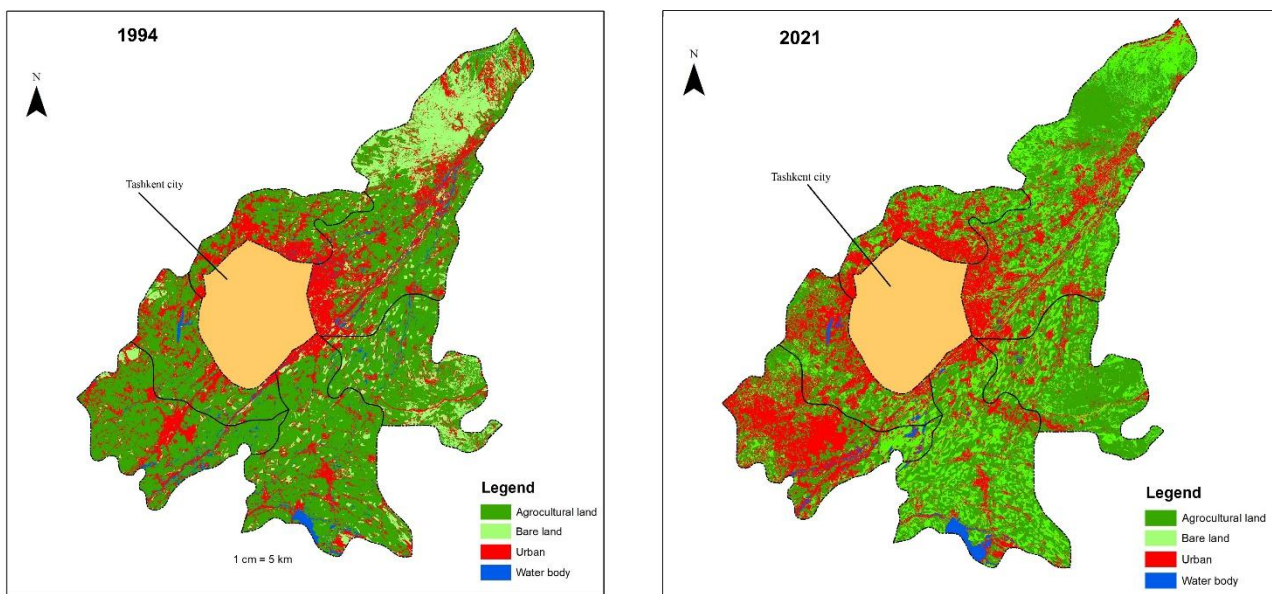 1994
N
Tashkent city
Legend
Agrocultural land
Bare land
Urban
Water body
1 cm = 5 km
2021
N
Tashkent city
Legend
Agrocultural land
Bare land
Urban
Water body